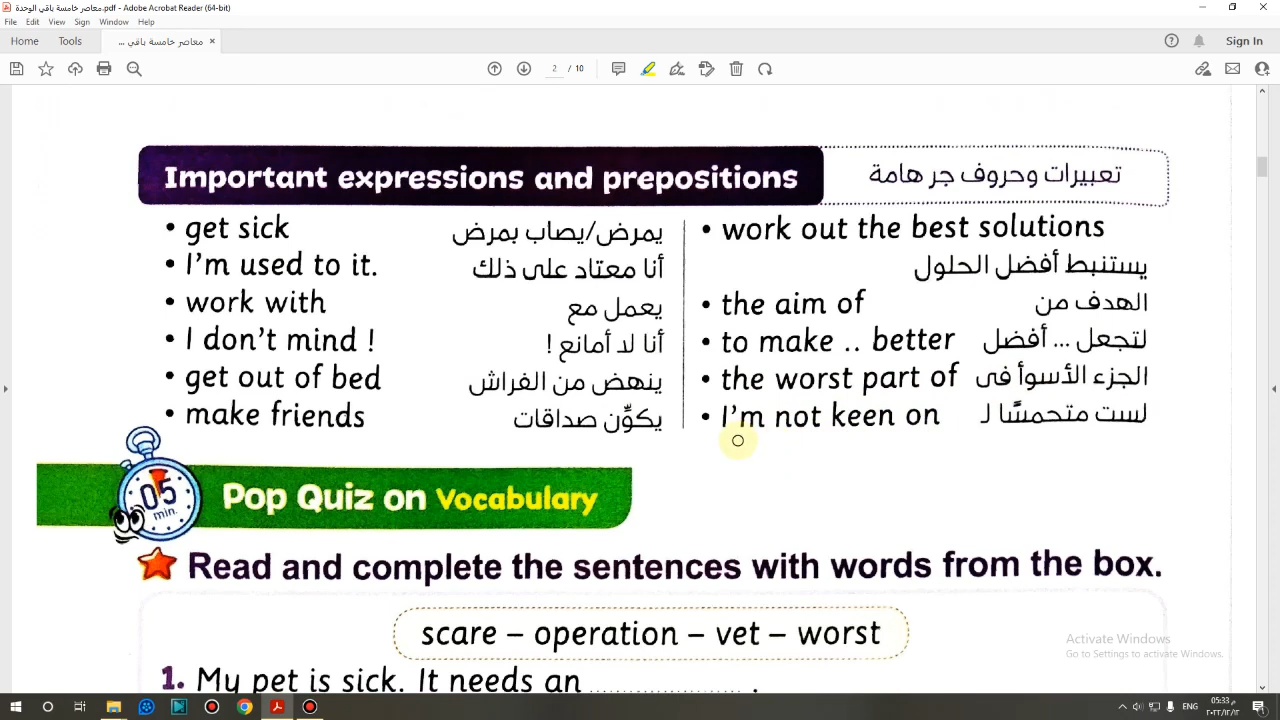 معاصر خامسة باقي الوحدة.pdf - Adobe Acrobat Reader (64-bit)
File Edit View Sign Window Help
Home Tools معاصر خامسة باقي ... × Sign In
2 / 10
Important expressions and prepositions تعبيرات وحروف جر هامة
• get sick يمرض/يصاب بمرض
• I'm used to it. أنا معتاد على ذلك
• work with يعمل مع
• I don't mind ! أنا لا أمانع !
• get out of bed ينهض من الفراش
• make friends يكوِّن صداقات
• work out the best solutions
يستنبط أفضل الحلول
• the aim of الهدف من
• to make .. better لتجعل ... أفضل
• the worst part of الجزء الأسوأ فى
• I'm not keen on لست متحمسًا لـ
05
min.
Pop Quiz on Vocabulary
Read and complete the sentences with words from the box.
scare – operation – vet – worst
1. My pet is sick. It needs an ..................... .
Activate Windows
Go to Settings to activate Windows.
ENG
05:33 م
٢٠٢٢/١٢/١٢